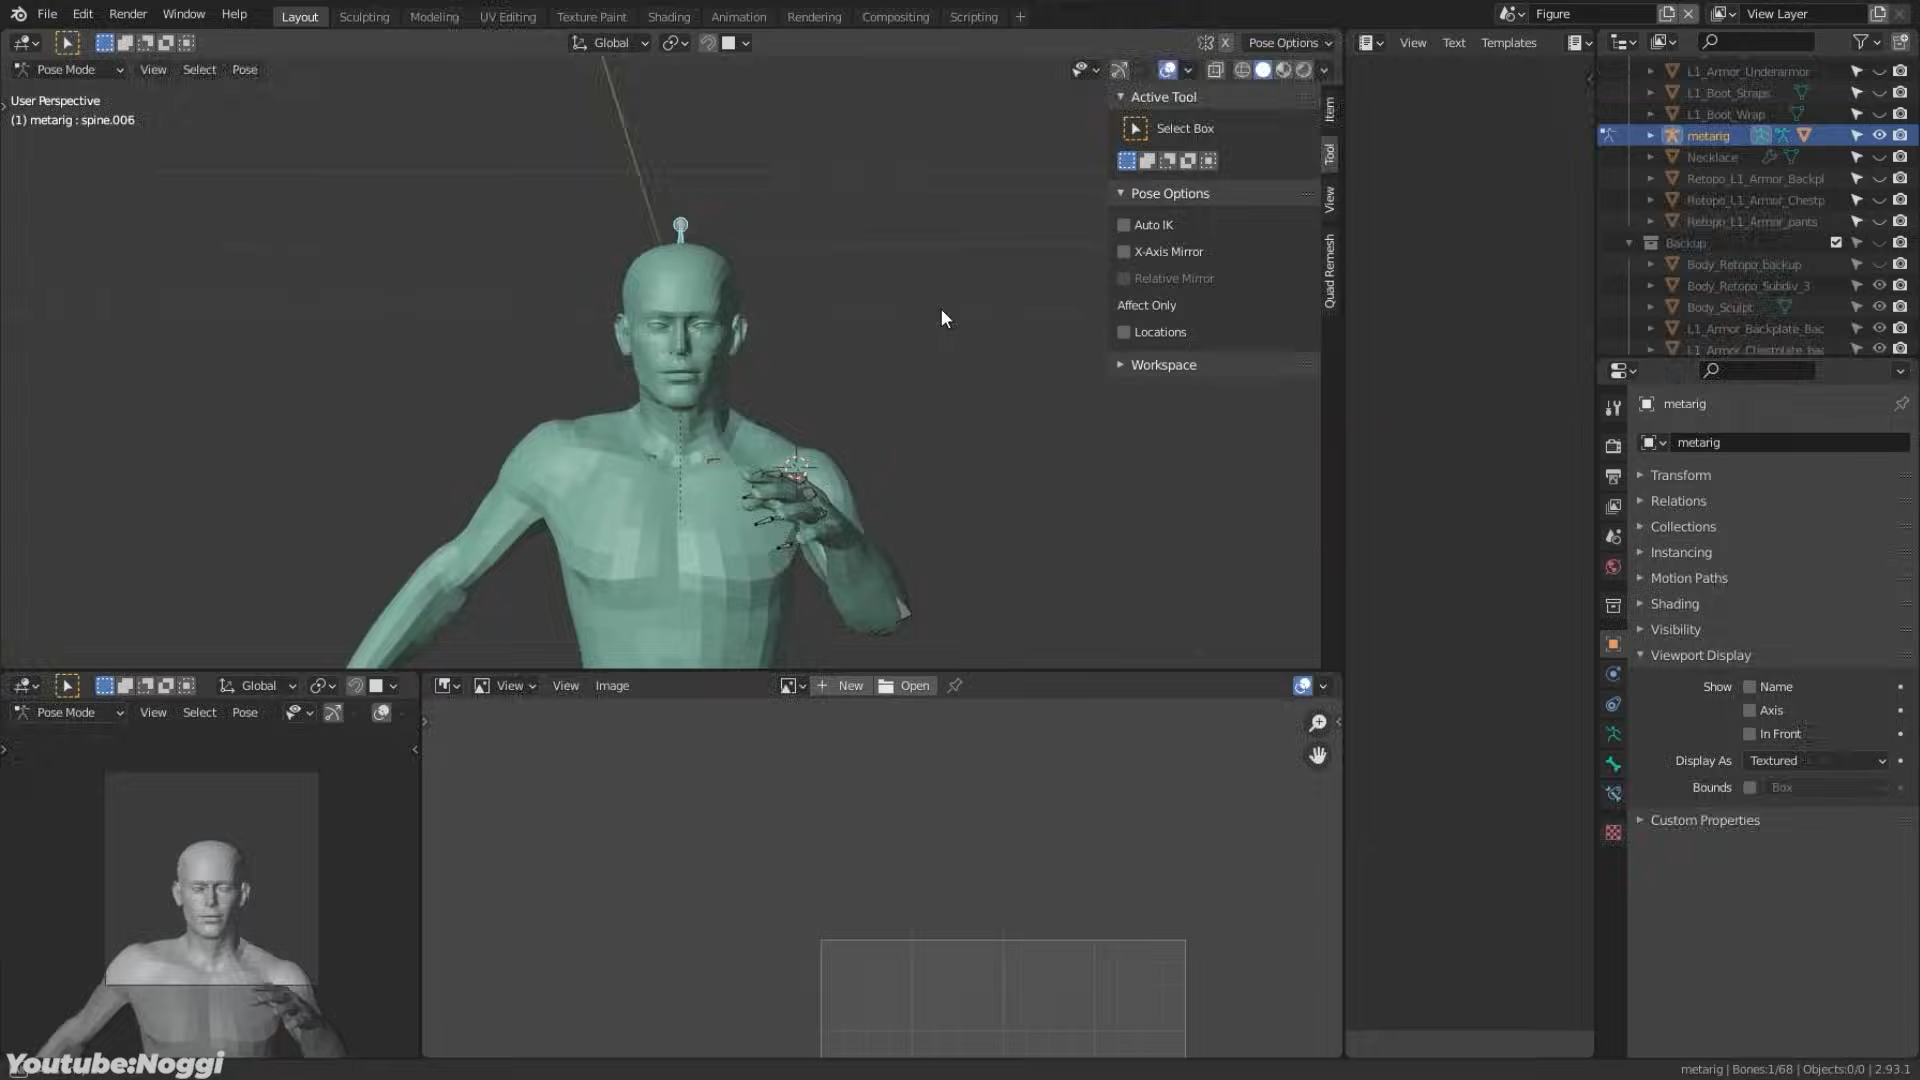 File Edit Render Window Help Layout Sculpting Modeling UV Editing Texture Paint Shading Animation Rendering Compositing Scripting + Figure View Layer
Global X Pose Options View Text Templates
Pose Mode View Select Pose
User Perspective
(1) metarig : spine.006
Active Tool
Select Box
Pose Options
Auto IK
X-Axis Mirror
Relative Mirror
Affect Only
Locations
Workspace
Item
Tool
View
Quad Remesh
L1_Armor_Underarmor
L1_Boot_Straps
L1_Boot_Wrap
metarig
Necklace
Retopo_L1_Armor_Backpl
Retopo_L1_Armor_Chestp
Retopo_L1_Armor_pants
Backup
Body_Retopo_backup
Body_Retopo_Subdiv_3
Body_Sculpt
L1_Armor_Backplate_Bac
L1_Armor_Chestplate_bac
metarig
metarig
Transform
Relations
Collections
Instancing
Motion Paths
Shading
Visibility
Viewport Display
Show Name
Axis
In Front
Display As Textured
Bounds Box
Custom Properties
Global View View Image + New Open
Pose Mode View Select Pose
Youtube:Noggi
metarig | Bones:1/68 | Objects:0/0 | 2.93.1